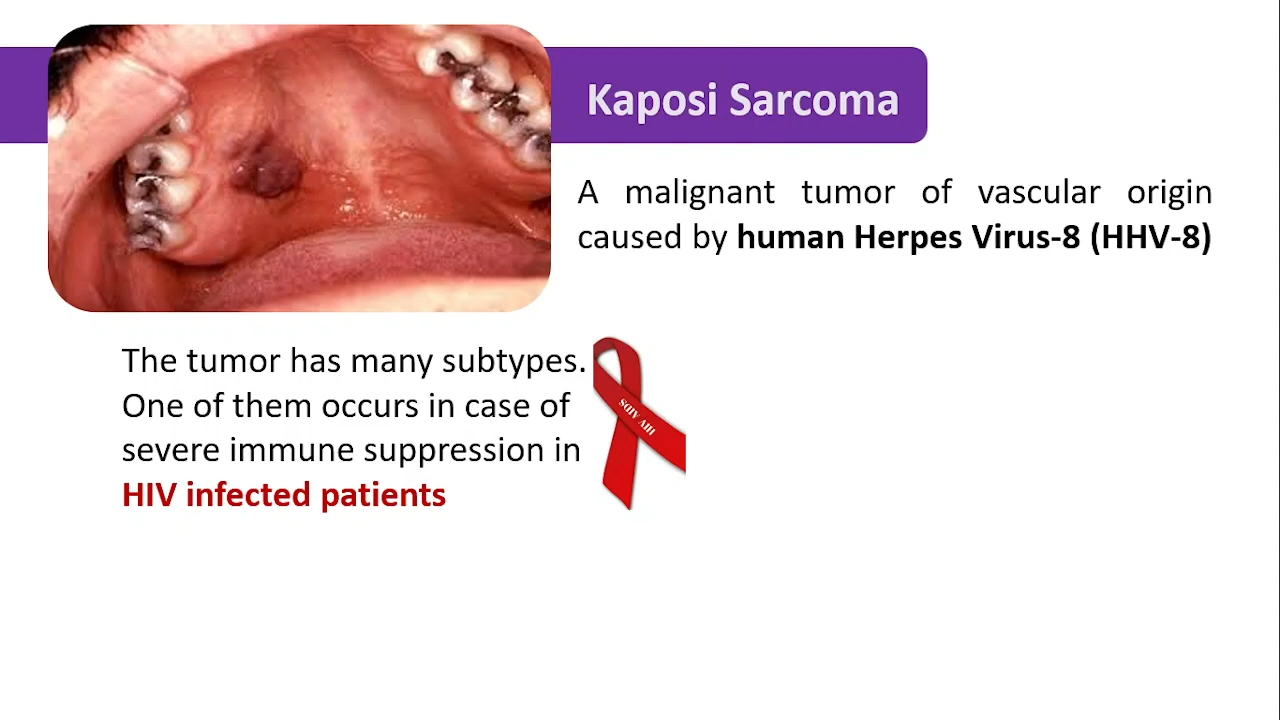 Kaposi Sarcoma
A malignant tumor of vascular origin
caused by human Herpes Virus-8 (HHV-8)
The tumor has many subtypes.
One of them occurs in case of
severe immune suppression in
HIV infected patients
HIV AIDS